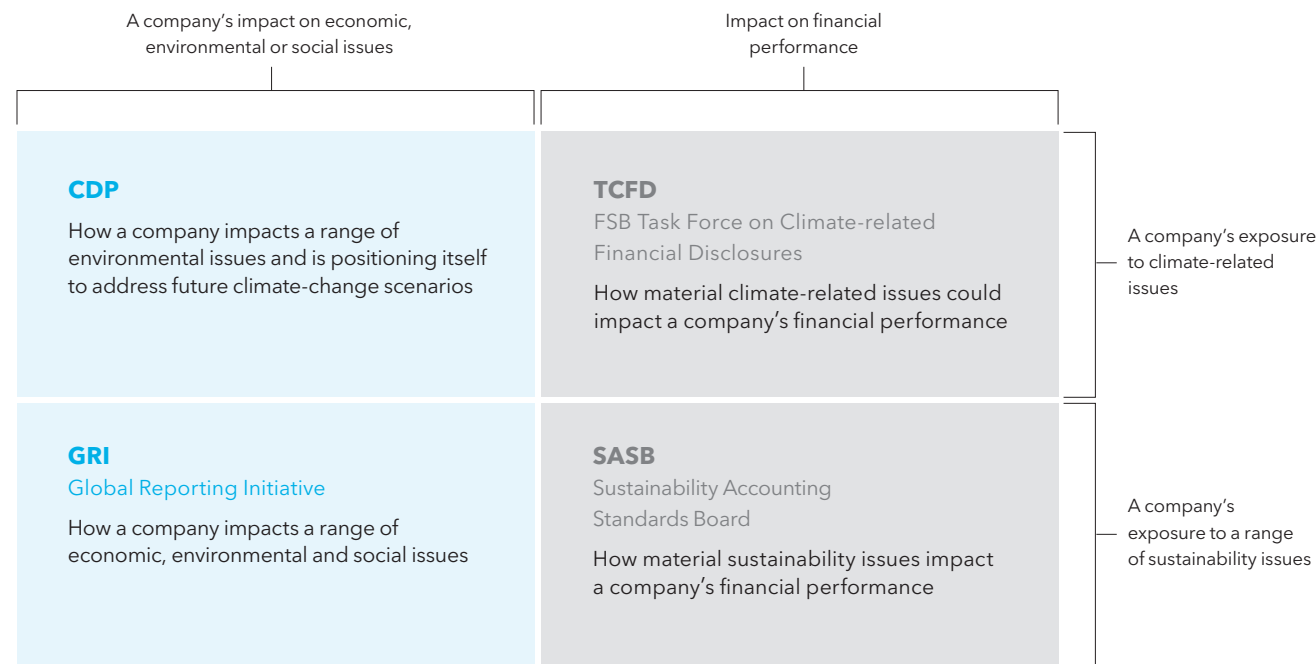 A company’s impact on economic,
environmental or social issues
Impact on financial
performance
CDP
How a company impacts a range of
environmental issues and is positioning itself
to address future climate-change scenarios
TCFD
FSB Task Force on Climate-related
Financial Disclosures
How material climate-related issues could
impact a company’s financial performance
A company’s exposure
to climate-related
issues
GRI
Global Reporting Initiative
How a company impacts a range of
economic, environmental and social issues
SASB
Sustainability Accounting
Standards Board
How material sustainability issues impact
a company’s financial performance
A company’s
exposure to a range
of sustainability issues